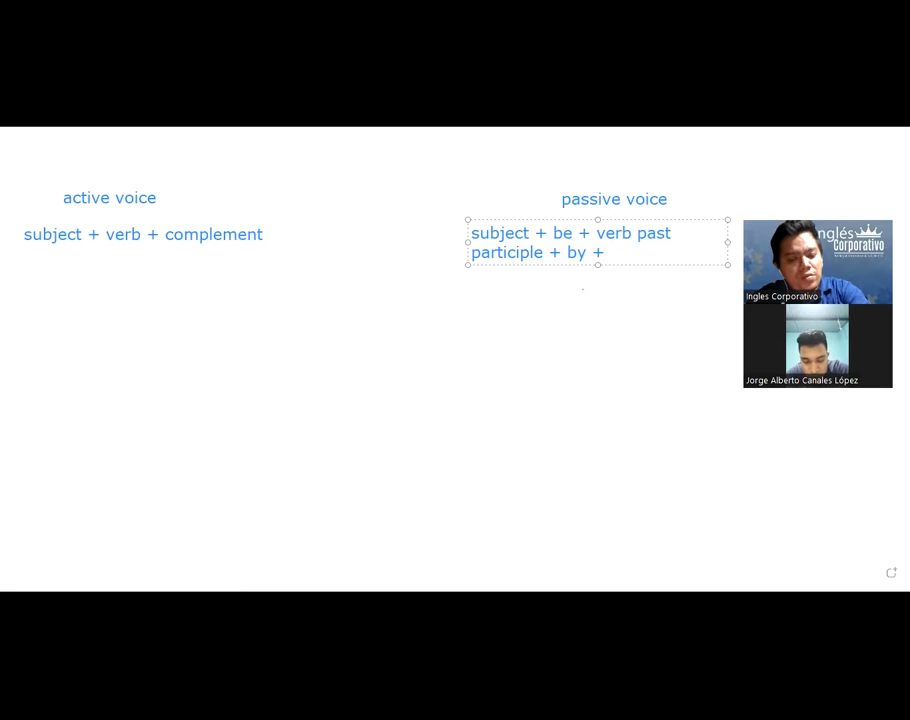 active voice
passive voice
subject + verb + complement
subject + be + verb past
participle + by +
nglés
Corporativo
Ingles Corporativo
Jorge Alberto Canales López